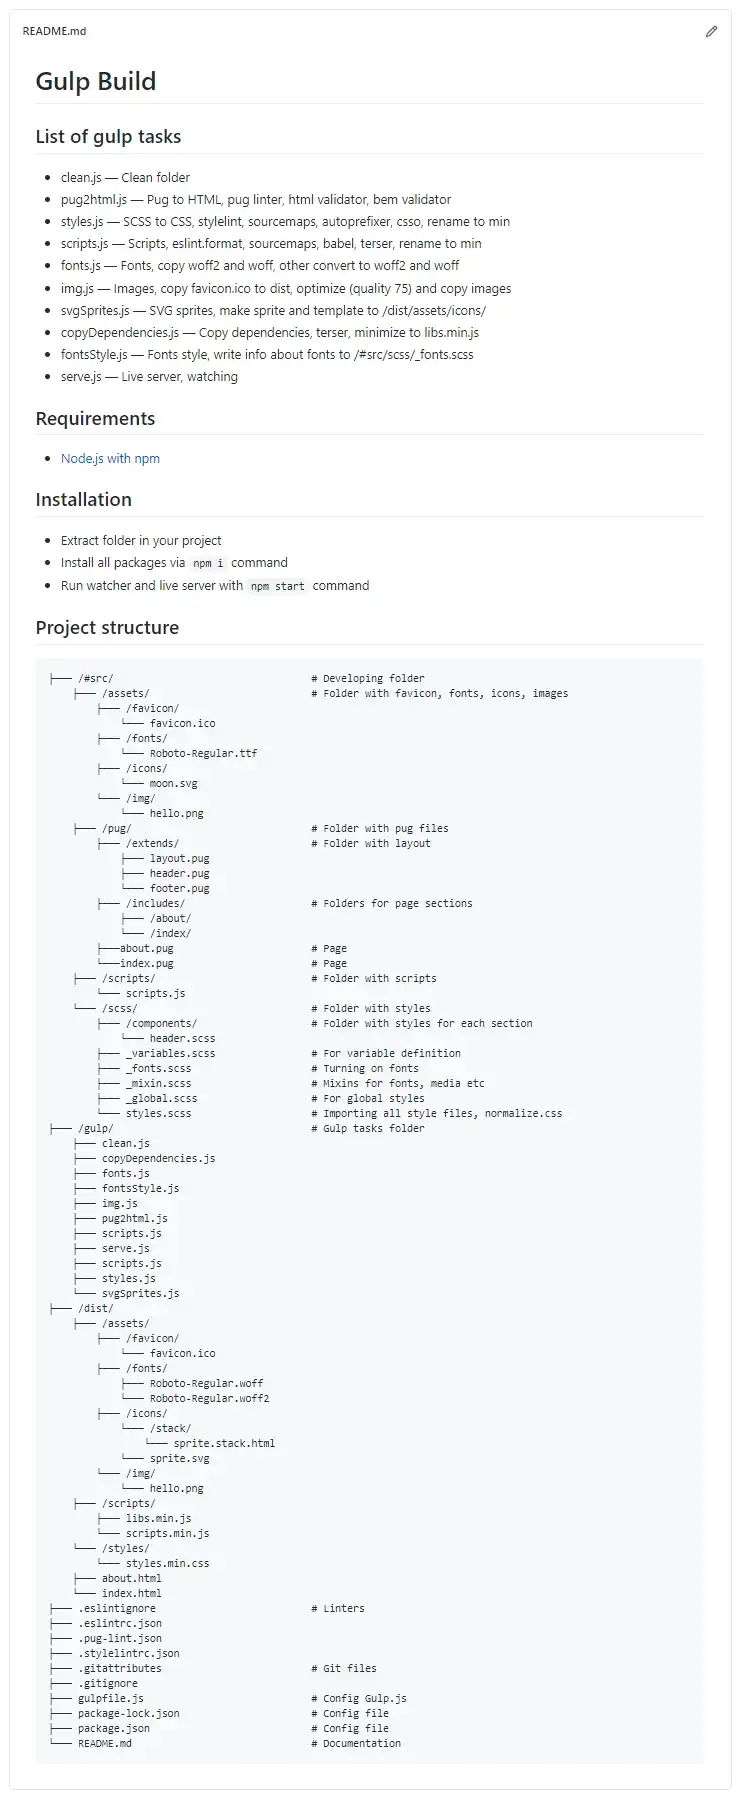 README.md
Gulp Build
List of gulp tasks
• clean.js — Clean folder
• pug2html.js — Pug to HTML, pug linter, html validator, bem validator
• styles.js — SCSS to CSS, stylelint, sourcemaps, autoprefixer, csso, rename to min
• scripts.js — Scripts, eslint.format, sourcemaps, babel, terser, rename to min
• fonts.js — Fonts, copy woff2 and woff, other convert to woff2 and woff
• img.js — Images, copy favicon.ico to dist, optimize (quality 75) and copy images
• svgSprites.js — SVG sprites, make sprite and template to /dist/assets/icons/
• copyDependencies.js — Copy dependencies, terser, minimize to libs.min.js
• fontsStyle.js — Fonts style, write info about fonts to /#src/scss/_fonts.scss
• serve.js — Live server, watching
Requirements
• Node.js with npm
Installation
• Extract folder in your project
• Install all packages via npm i command
• Run watcher and live server with npm start command
Project structure
├── /#src/                                 # Developing folder
    ├── /assets/                           # Folder with favicon, fonts, icons, images
        ├── /favicon/
            └── favicon.ico
        ├── /fonts/
            └── Roboto-Regular.ttf
        ├── /icons/
            └── moon.svg
        └── /img/
            └── hello.png
    ├── /pug/                              # Folder with pug files
        ├── /extends/                      # Folder with layout
            ├── layout.pug
            ├── header.pug
            └── footer.pug
        ├── /includes/                     # Folders for page sections
            ├── /about/
            └── /index/
        ├──about.pug                       # Page
        └──index.pug                       # Page
    ├── /scripts/                          # Folder with scripts
        └── scripts.js
    └── /scss/                             # Folder with styles
        ├── /components/                   # Folder with styles for each section
            └── header.scss
        ├── _variables.scss                # For variable definition
        ├── _fonts.scss                    # Turning on fonts
        ├── _mixin.scss                    # Mixins for fonts, media etc
        ├── _global.scss                   # For global styles
        └── styles.scss                    # Importing all style files, normalize.css
├── /gulp/                                 # Gulp tasks folder
    ├── clean.js
    ├── copyDependencies.js
    ├── fonts.js
    ├── fontsStyle.js
    ├── img.js
    ├── pug2html.js
    ├── scripts.js
    ├── serve.js
    ├── scripts.js
    ├── styles.js
    └── svgSprites.js
├── /dist/
    ├── /assets/
        ├── /favicon/
            └── favicon.ico
        ├── /fonts/
            ├── Roboto-Regular.woff
            └── Roboto-Regular.woff2
        ├── /icons/
            └── /stack/
                └── sprite.stack.html
            └── sprite.svg
        └── /img/
            └── hello.png
    ├── /scripts/
        ├── libs.min.js
        └── scripts.min.js
    └── /styles/
        └── styles.min.css
    ├── about.html
    └── index.html
├── .eslintignore                          # Linters
├── .eslintrc.json
├── .pug-lint.json
├── .stylelintrc.json
├── .gitattributes                         # Git files
├── .gitignore
├── gulpfile.js                            # Config Gulp.js
├── package-lock.json                      # Config file
├── package.json                           # Config file
└── README.md                              # Documentation